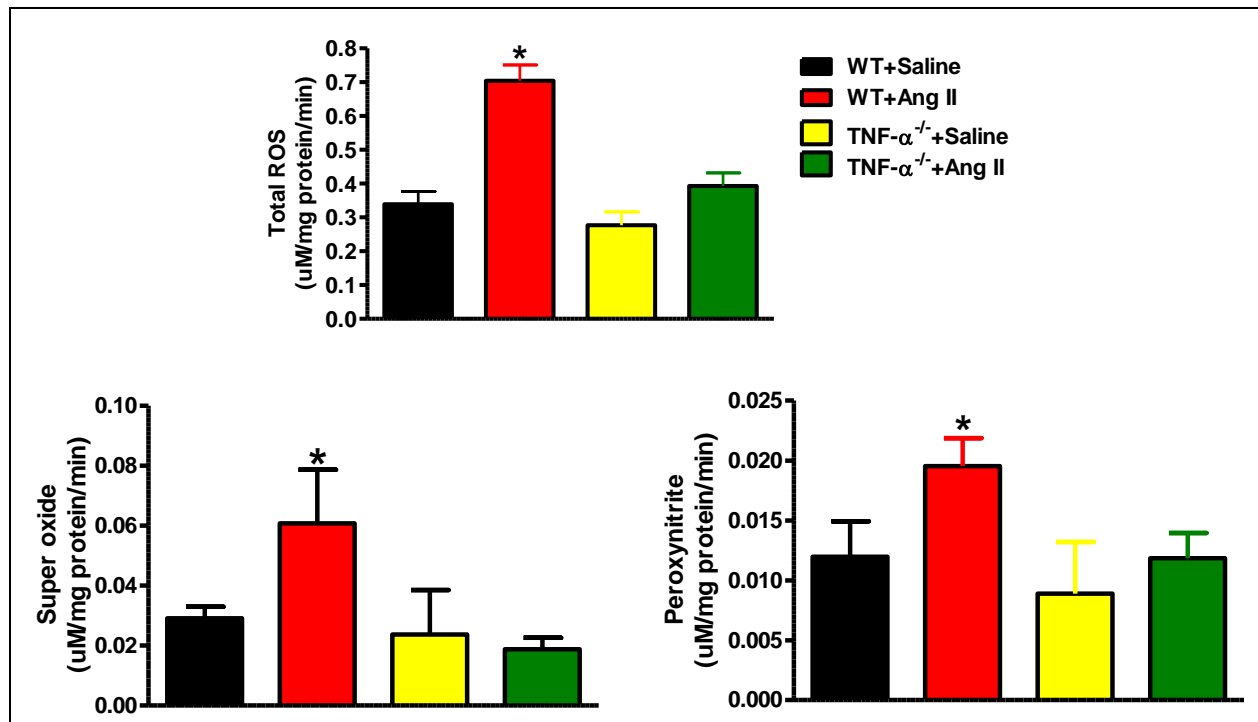 Total ROS
(uM/mg protein/min)
0.8
0.7
0.6
0.5
0.4
0.3
0.2
0.1
0.0
*
WT+Saline
WT+Ang II
TNF-α-/-+Saline
TNF-α-/-+Ang II
Super oxide
(uM/mg protein/min)
0.10
0.08
0.06
0.04
0.02
0.00
*
Peroxynitrite
(uM/mg protein/min)
0.025
0.020
0.015
0.010
0.005
0.000
*